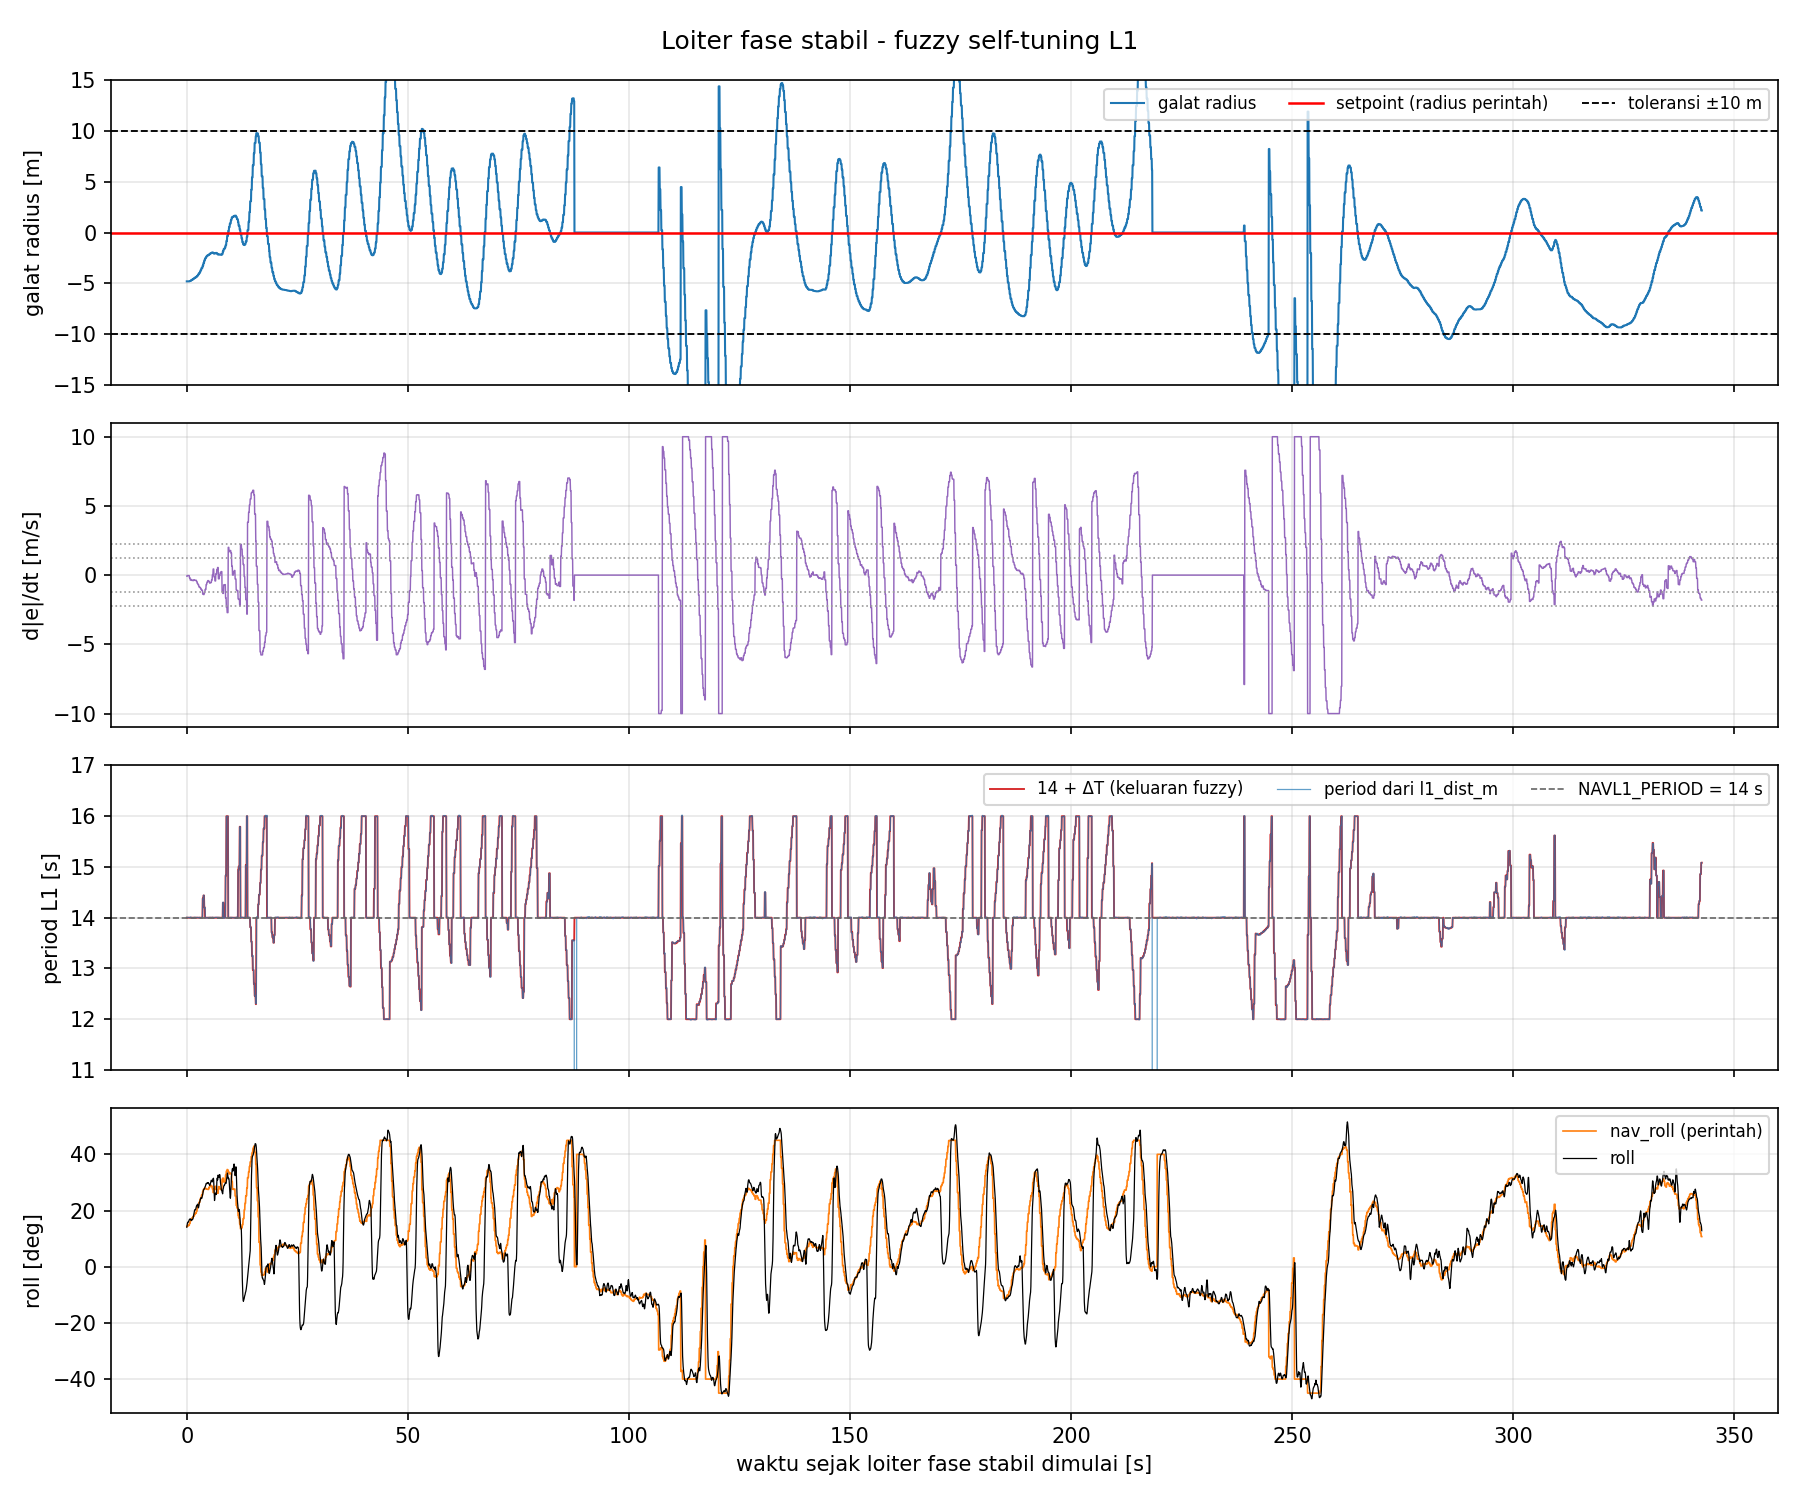 Loiter fase stabil - fuzzy self-tuning L1
15
10
5
0
−5
−10
−15
galat radius [m]
galat radius
setpoint (radius perintah)
toleransi ±10 m
10
5
0
−5
−10
d|e|/dt [m/s]
17
16
15
14
13
12
11
period L1 [s]
14 + ΔT (keluaran fuzzy)
period dari l1_dist_m
NAVL1_PERIOD = 14 s
40
20
0
−20
−40
roll [deg]
nav_roll (perintah)
roll
0
50
100
150
200
250
300
350
waktu sejak loiter fase stabil dimulai [s]